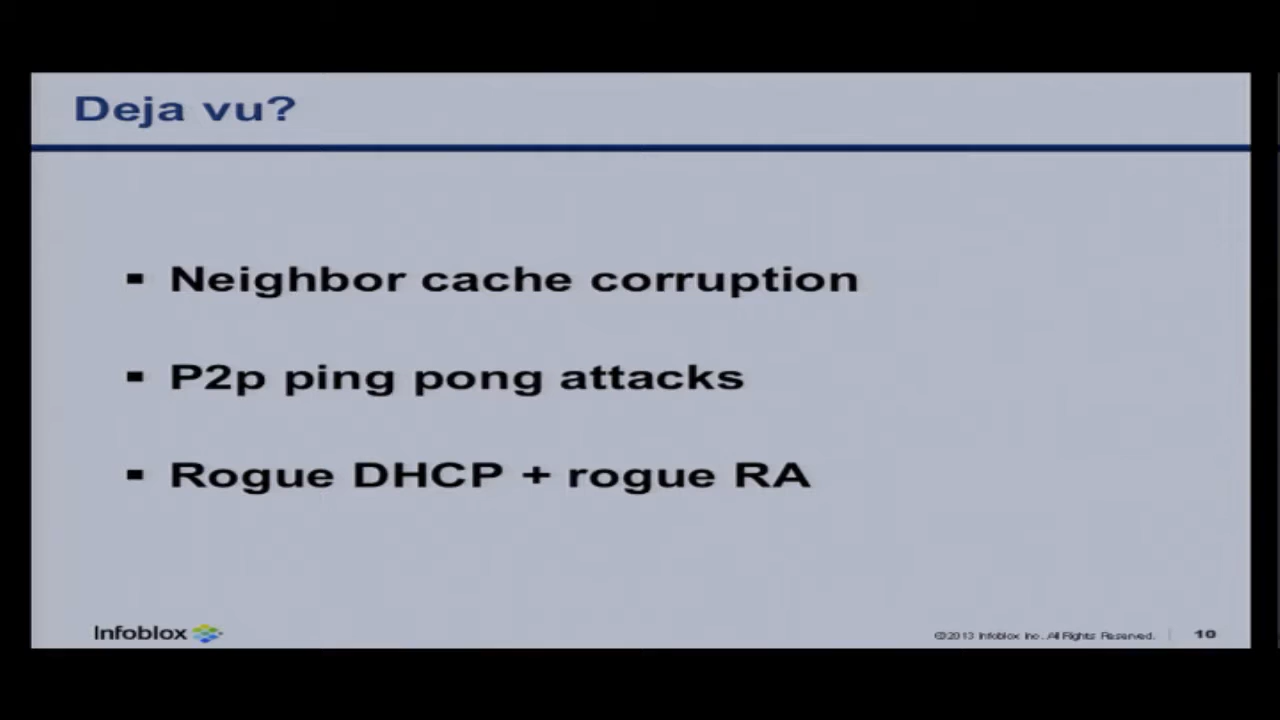 Deja vu?
▪ Neighbor cache corruption
▪ P2p ping pong attacks
▪ Rogue DHCP + rogue RA
Infoblox
©2013 Infoblox Inc. All Rights Reserved.
10